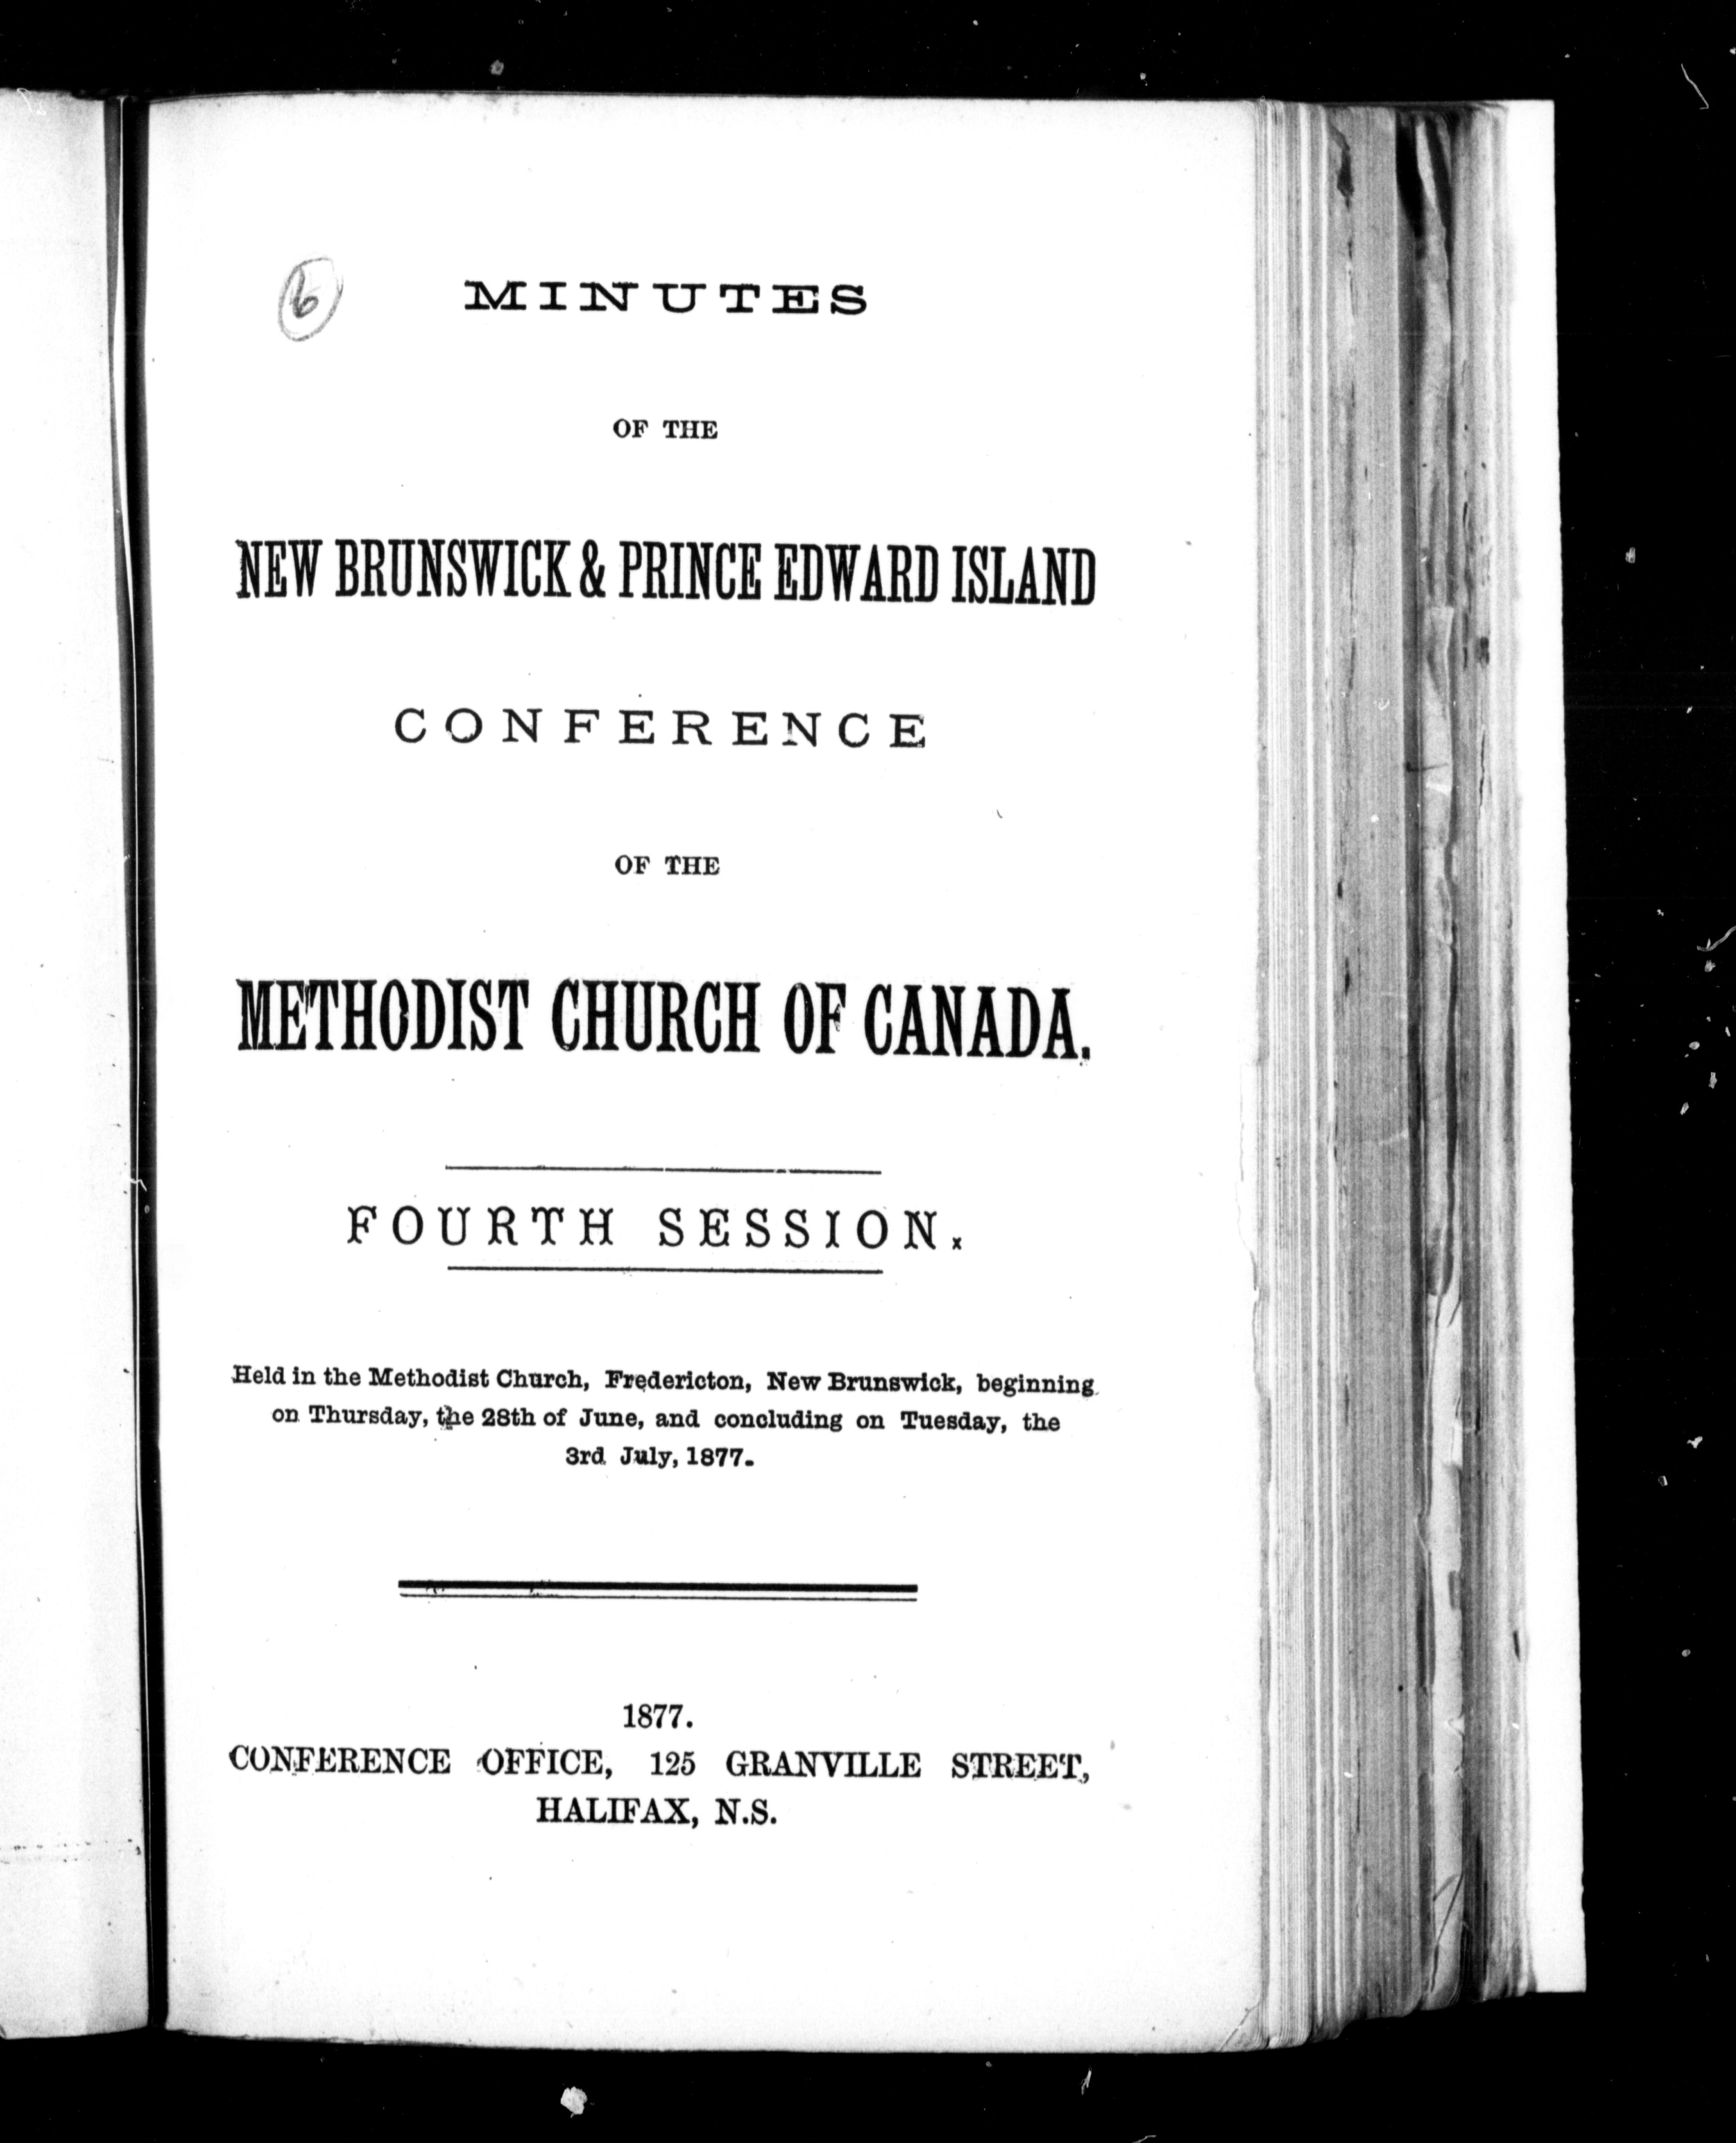 6
MINUTES
OF THE
NEW BRUNSWICK & PRINCE EDWARD ISLAND
CONFERENCE
OF THE
METHODIST CHURCH OF CANADA.
FOURTH SESSION.
Held in the Methodist Church, Fredericton, New Brunswick, beginning
on Thursday, the 28th of June, and concluding on Tuesday, the
3rd July, 1877.
1877.
CONFERENCE OFFICE, 125 GRANVILLE STREET,
HALIFAX, N.S.